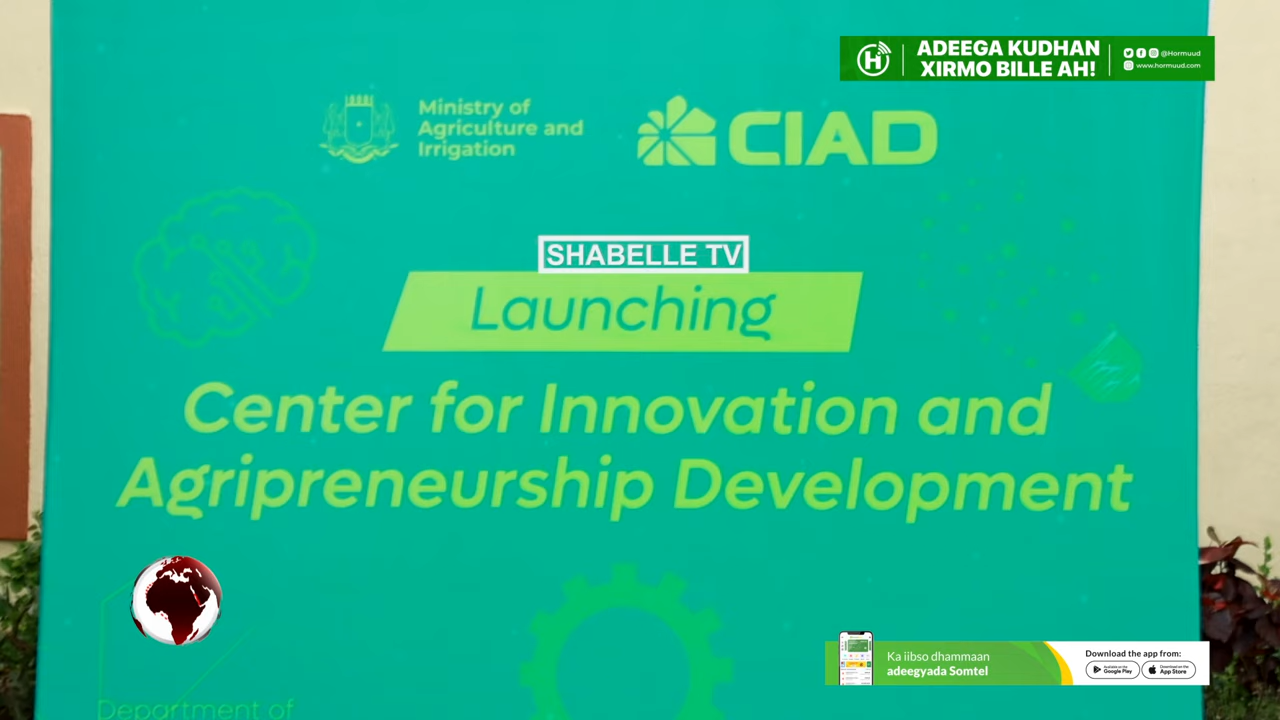 ADEEGA KUDHAN
XIRMO BILLE AH!
@Hormuud
www.hormuud.com
Ministry of
Agriculture and
Irrigation
CIAD
SHABELLE TV
Launching
Center for Innovation and
Agripreneurship Development
Department of
Ka iibso dhammaan
adeegyada Somtel
Download the app from:
Google Play
App Store